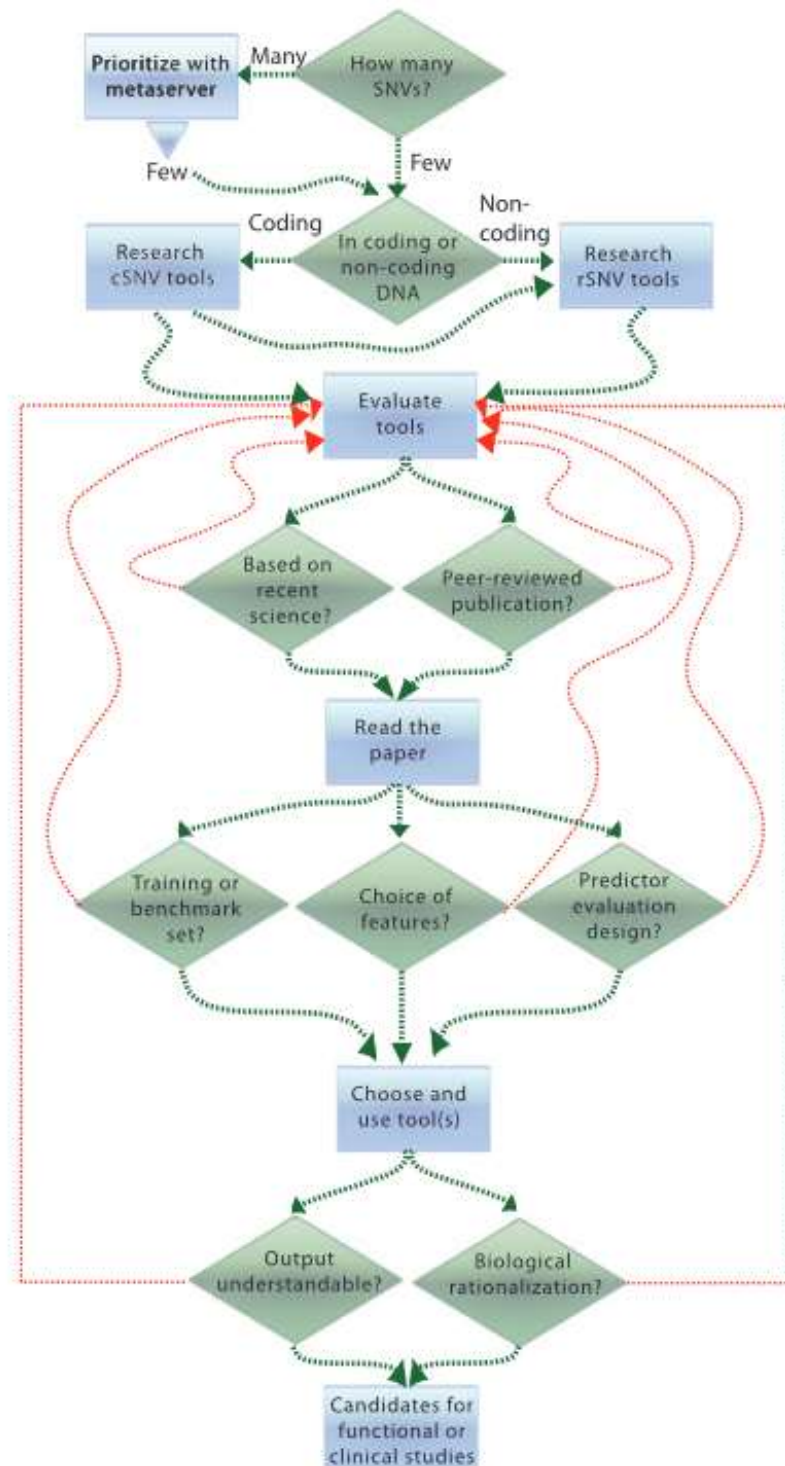 Many
Prioritize with
metaserver
How many
SNVs?
Few
Few
Coding
Non-
coding
Research
cSNV tools
In coding or
non-coding
DNA
Research
rSNV tools
Evaluate
tools
Based on
recent
science?
Peer-reviewed
publication?
Read the
paper
Training or
benchmark
set?
Choice of
features?
Predictor
evaluation
design?
Choose and
use tool(s)
Output
understandable?
Biological
rationalization?
Candidates for
functional or
clinical studies